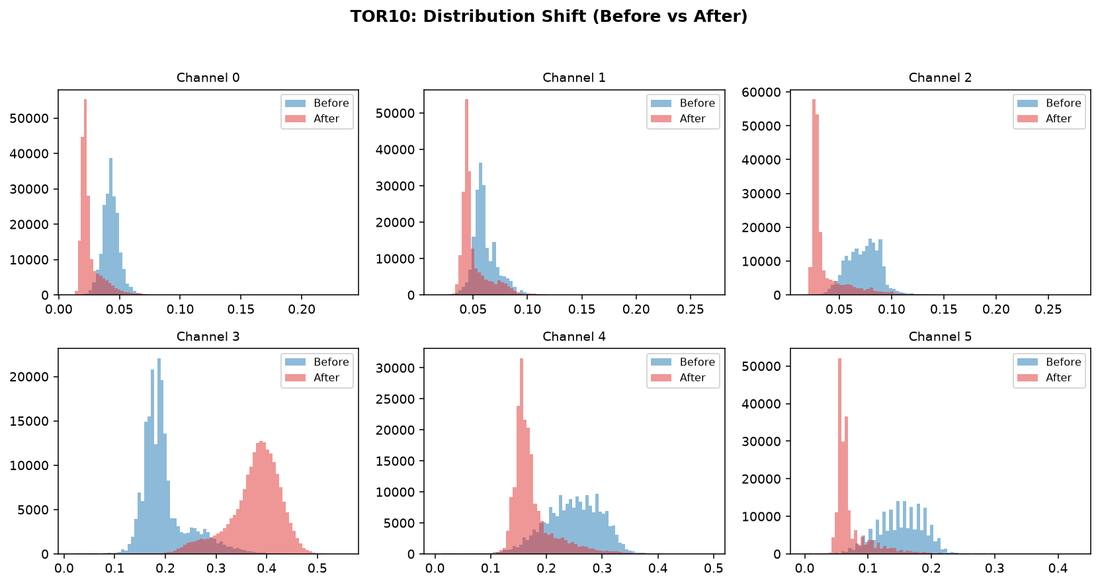 TOR10: Distribution Shift (Before vs After)
Channel 0
Before
After
50000
40000
30000
20000
10000
0
0.00 0.05 0.10 0.15 0.20
Channel 1
Before
After
50000
40000
30000
20000
10000
0
0.05 0.10 0.15 0.20 0.25
Channel 2
Before
After
60000
50000
40000
30000
20000
10000
0
0.05 0.10 0.15 0.20 0.25
Channel 3
Before
After
20000
15000
10000
5000
0
0.0 0.1 0.2 0.3 0.4 0.5
Channel 4
Before
After
30000
25000
20000
15000
10000
5000
0
0.0 0.1 0.2 0.3 0.4 0.5
Channel 5
Before
After
50000
40000
30000
20000
10000
0
0.0 0.1 0.2 0.3 0.4